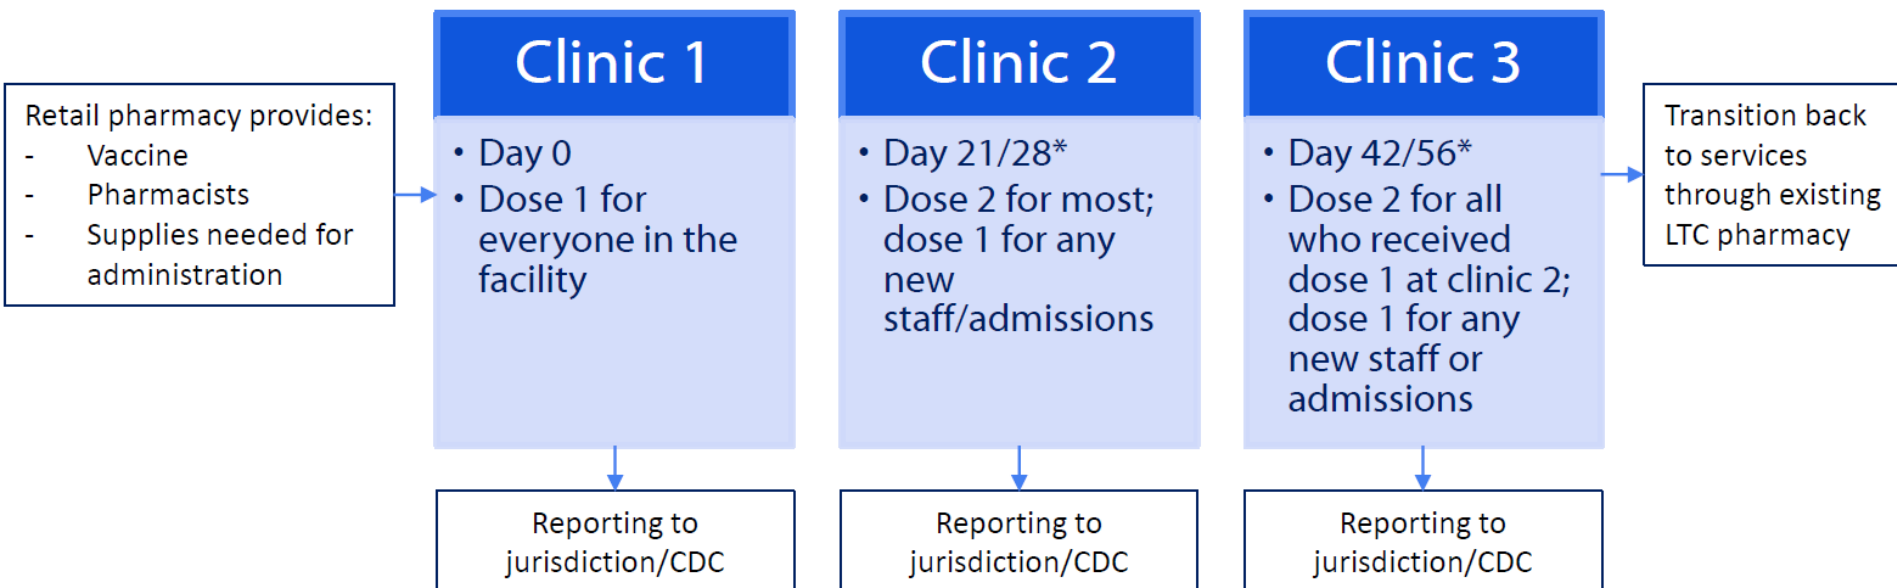 Retail pharmacy provides:
- Vaccine
- Pharmacists
- Supplies needed for
administration
Clinic 1
• Day 0
• Dose 1 for
everyone in the
facility
Reporting to
jurisdiction/CDC
Clinic 2
• Day 21/28*
• Dose 2 for most;
dose 1 for any
new
staff/admissions
Reporting to
jurisdiction/CDC
Clinic 3
• Day 42/56*
• Dose 2 for all
who received
dose 1 at clinic 2;
dose 1 for any
new staff or
admissions
Reporting to
jurisdiction/CDC
Transition back
to services
through existing
LTC pharmacy